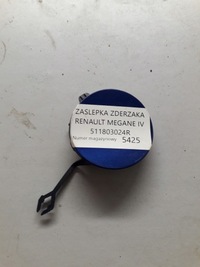 ZASLEPKA ZDERZAKA
RENAULT MEGANE IV
511803024R
Numer magazynowy 5425